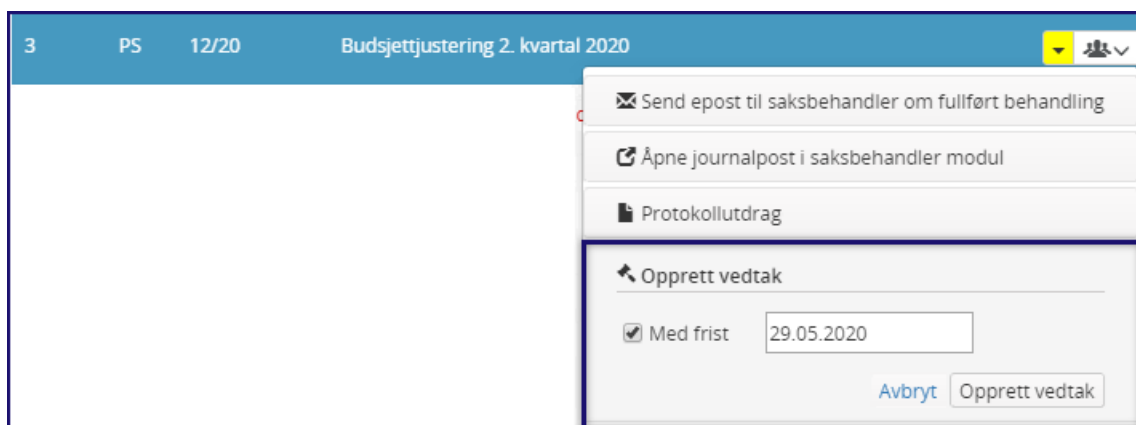 3 PS 12/20 Budsjettjustering 2. kvartal 2020
Send epost til saksbehandler om fullført behandling
Åpne journalpost i saksbehandler modul
Protokollutdrag
Opprett vedtak
Med frist 29.05.2020
Avbryt Opprett vedtak